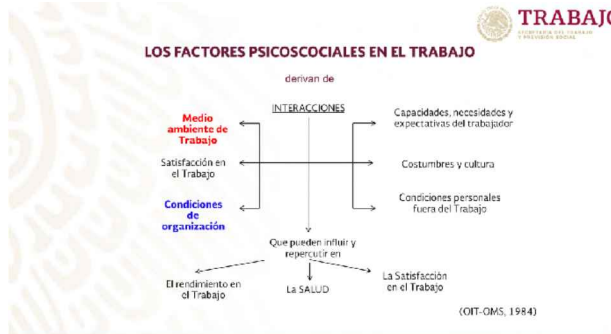 TRABAJO
SECRETARÍA DEL TRABAJO
Y PREVISIÓN SOCIAL
LOS FACTORES PSICOSCOCIALES EN EL TRABAJO
derivan de
INTERACCIONES
Medio
ambiente de
Trabajo
Capacidades, necesidades y
expectativas del trabajador
Satisfacción en
el Trabajo
Costumbres y cultura
Condiciones
de
organización
Condiciones personales
fuera del Trabajo
Que pueden influir y
repercutir en
El rendimiento en
el Trabajo
La SALUD
La Satisfacción
en el Trabajo
(OIT-OMS, 1984)